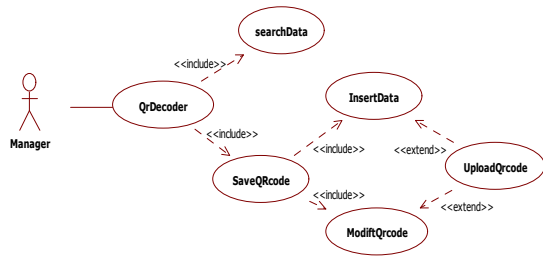 searchData
<<include>>
QrDecoder
InsertData
Manager
<<include>>
<<include>>
<<extend>>
SaveQRcode
UploadQrcode
<<include>>
<<extend>>
ModiftQrcode